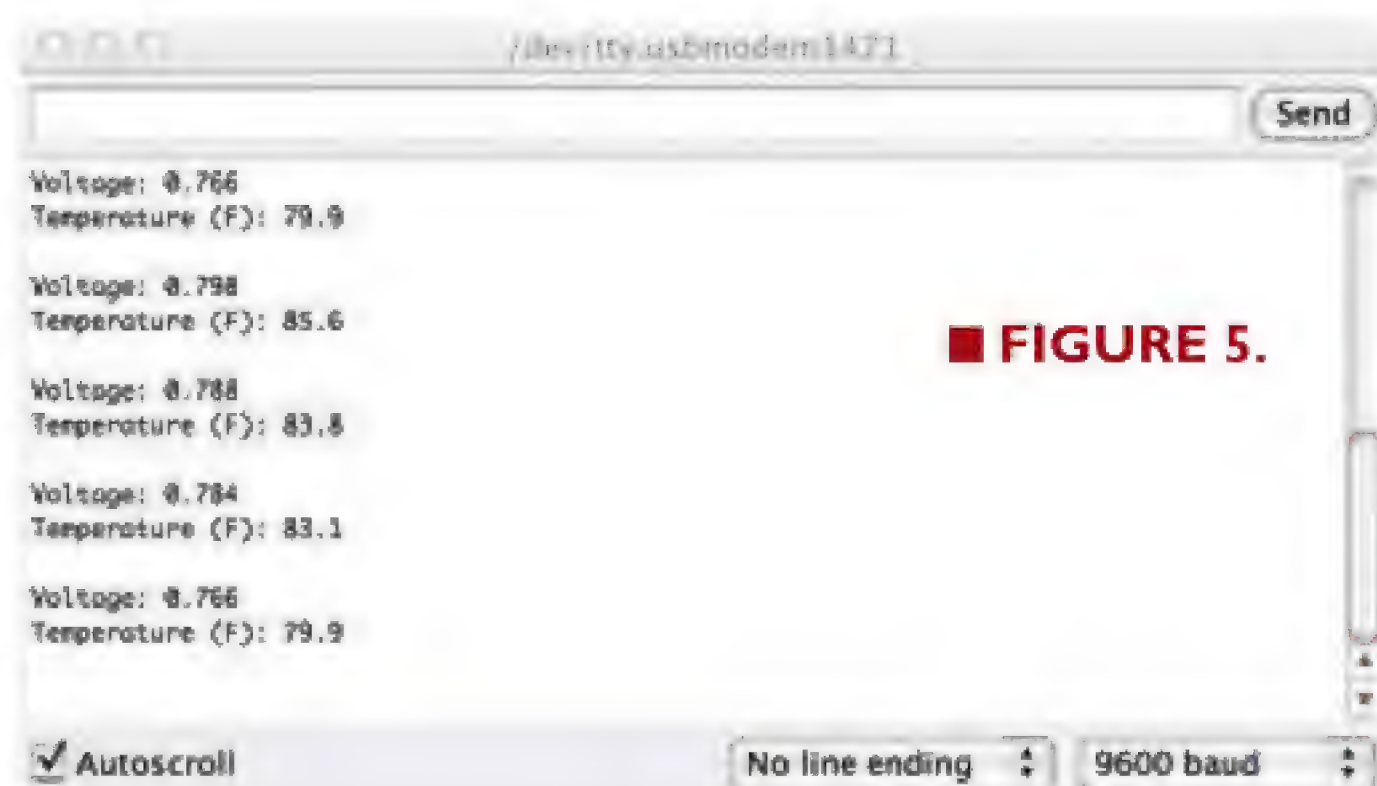 /dev/tty.usbmodem1421
Send
Voltage: 0.766
Temperature (F): 79.9
Voltage: 0.798
Temperature (F): 85.6
■ FIGURE 5.
Voltage: 0.788
Temperature (F): 83.8
Voltage: 0.784
Temperature (F): 83.1
Voltage: 0.766
Temperature (F): 79.9
Autoscroll
No line ending
9600 baud